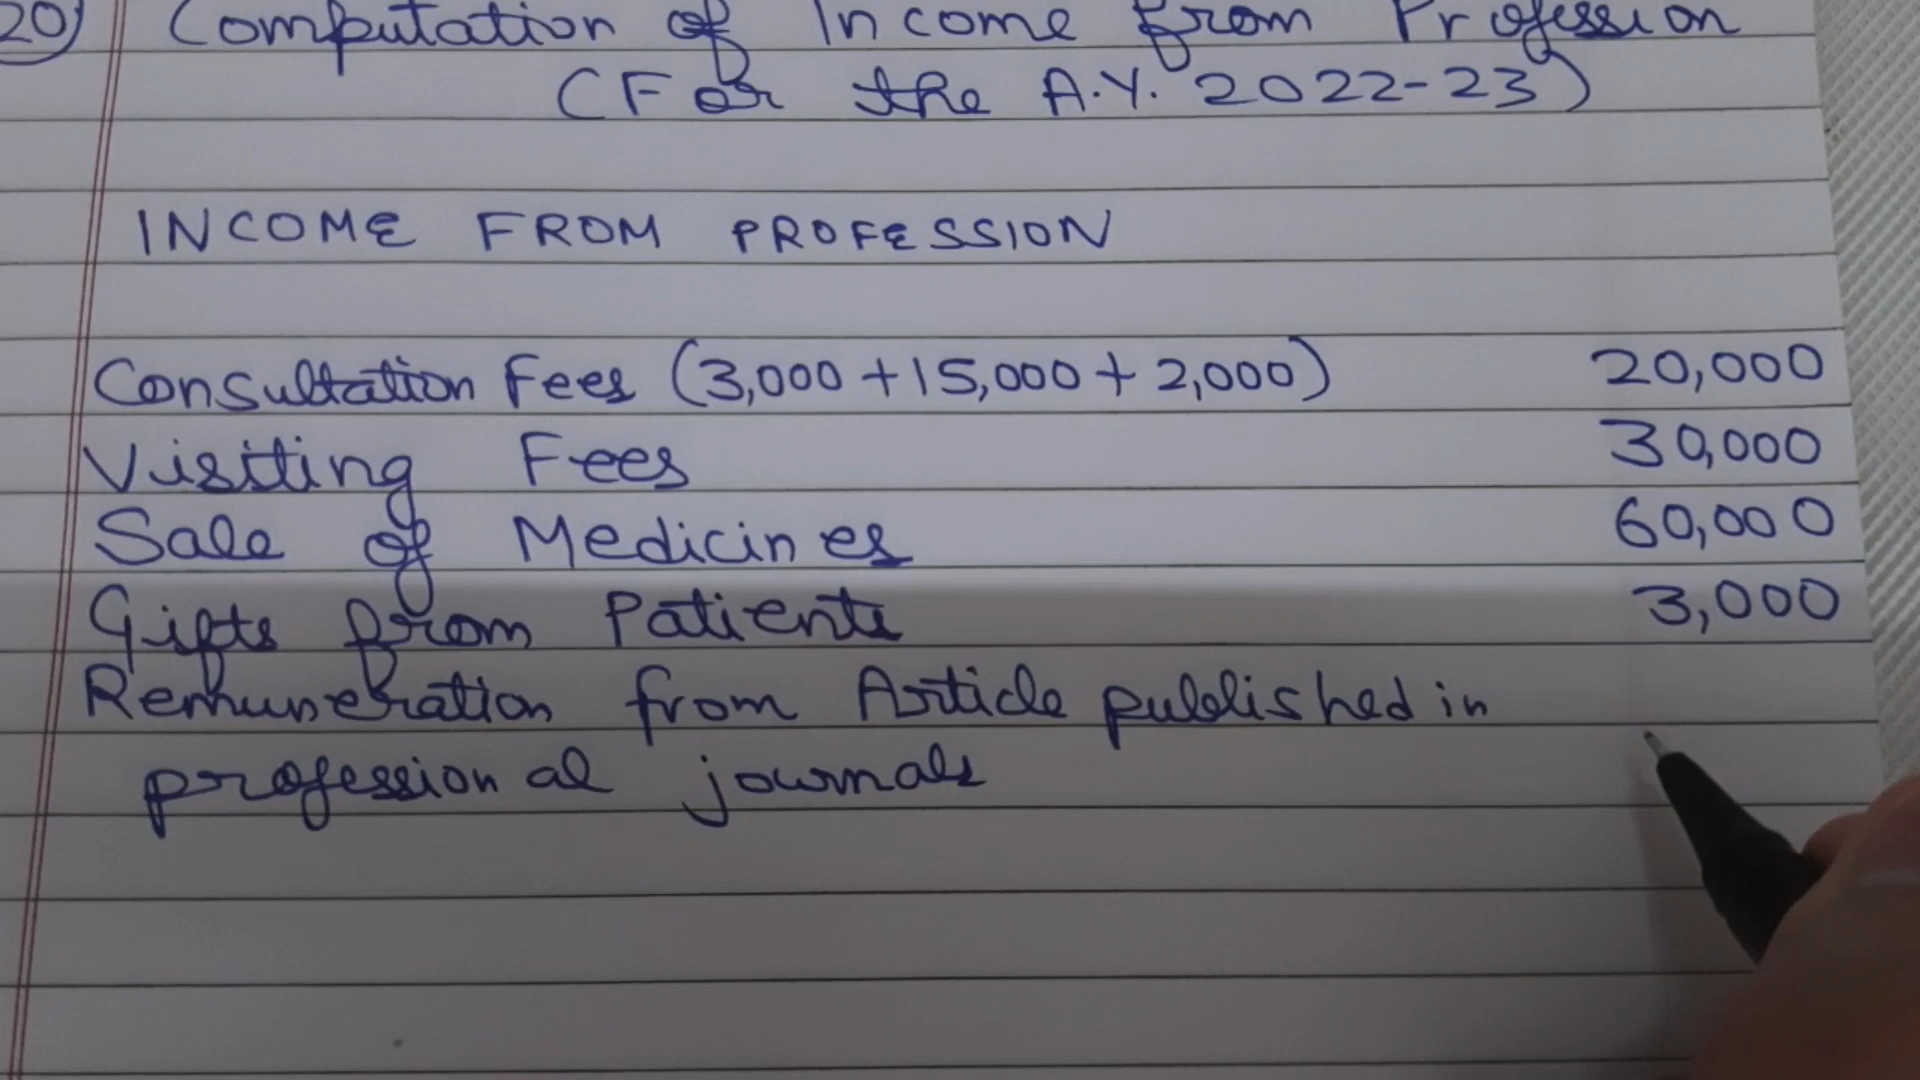 20) Computation of Income from Profession
(For the A.Y. 2022-23)
INCOME FROM PROFESSION
Consultation Fees (3,000 + 15,000 + 2,000) 20,000
Visiting Fees 30,000
Sale of Medicines 60,000
Gifts from Patients 3,000
Remuneration from Article published in
professional journals